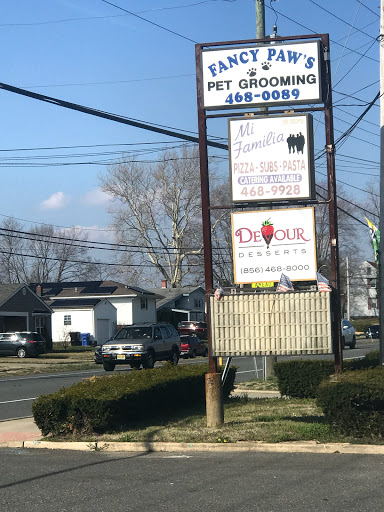 FANCY PAW'S
PET GROOMING
468-0089
Mi
Familia
PIZZA - SUBS - PASTA
CATERING AVAILABLE
468-9928
DEVOUR
DESSERTS
(856) 468-8000